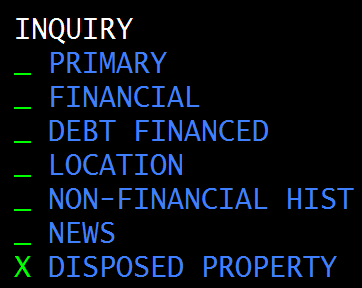 INQUIRY
_ PRIMARY
_ FINANCIAL
_ DEBT FINANCED
_ LOCATION
_ NON-FINANCIAL HIST
_ NEWS
X DISPOSED PROPERTY